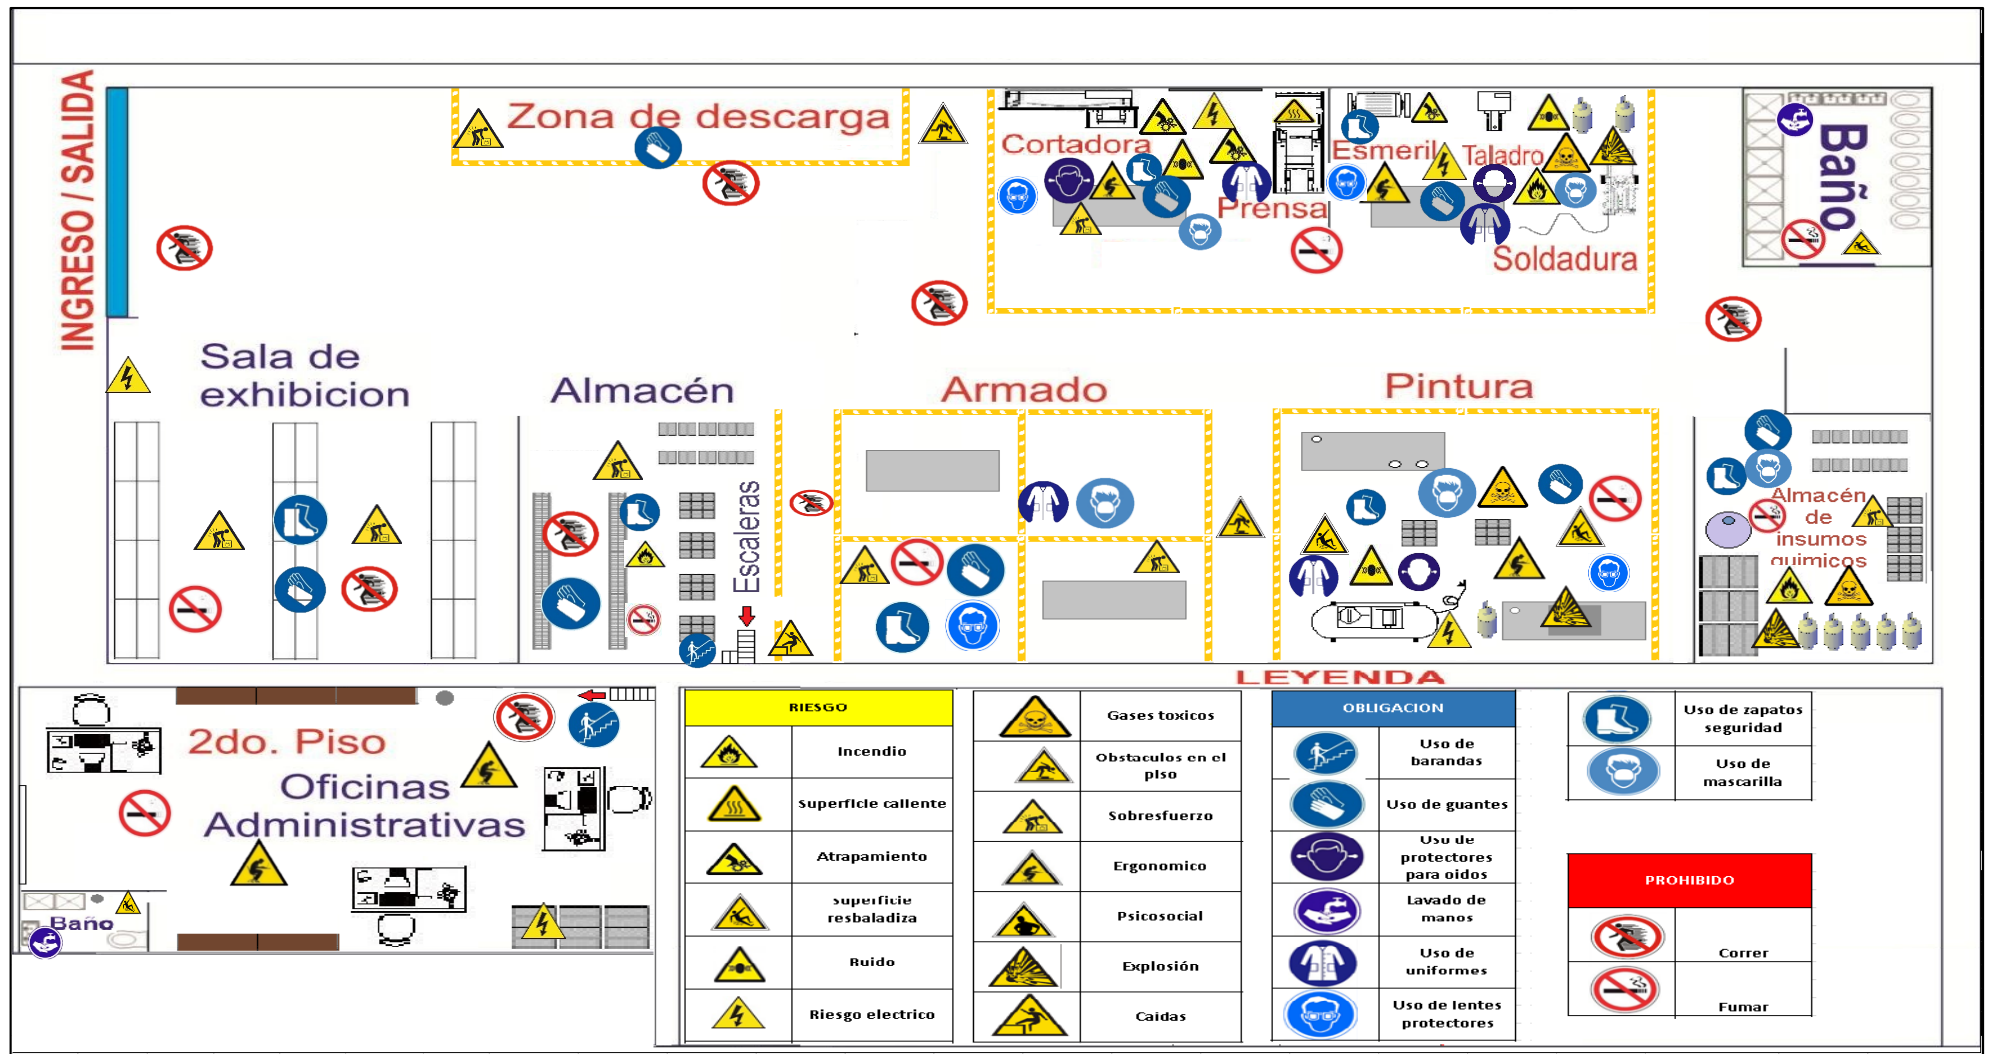 INGRESO / SALIDA
Zona de descarga
Cortadora
Prensa
Esmeril
Taladro
Soldadura
Baño
Sala de
exhibicion
Almacén
Escaleras
Armado
Pintura
Almacén
de
insumos
quimicos
2do. Piso
Oficinas
Administrativas
Baño
LEYENDA
RIESGO
Incendio
Superficie caliente
Atrapamiento
Superficie
resbaladiza
Ruido
Riesgo electrico
Gases toxicos
Obstaculos en el
piso
Sobresfuerzo
Ergonomico
Psicosocial
Explosión
Caidas
OBLIGACION
Uso de
barandas
Uso de guantes
Uso de
protectores
para oidos
Lavado de
manos
Uso de
uniformes
Uso de lentes
protectores
Uso de zapatos
seguridad
Uso de
mascarilla
PROHIBIDO
Correr
Fumar